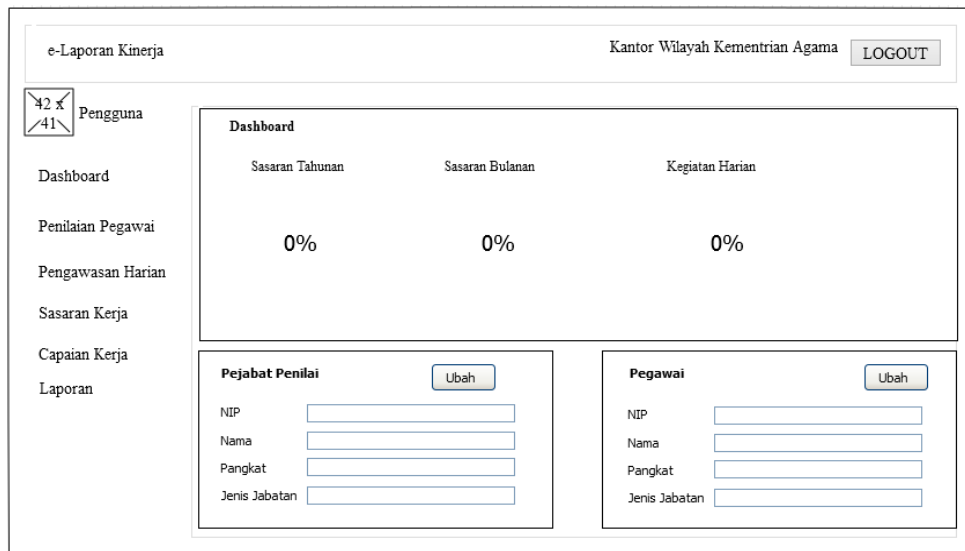 e-Laporan Kinerja
Kantor Wilayah Kementrian Agama
LOGOUT
42 x
41
Pengguna
Dashboard
Penilaian Pegawai
Pengawasan Harian
Sasaran Kerja
Capaian Kerja
Laporan
Dashboard
Sasaran Tahunan Sasaran Bulanan Kegiatan Harian
0% 0% 0%
Pejabat Penilai
Ubah
NIP
Nama
Pangkat
Jenis Jabatan
Pegawai
Ubah
NIP
Nama
Pangkat
Jenis Jabatan